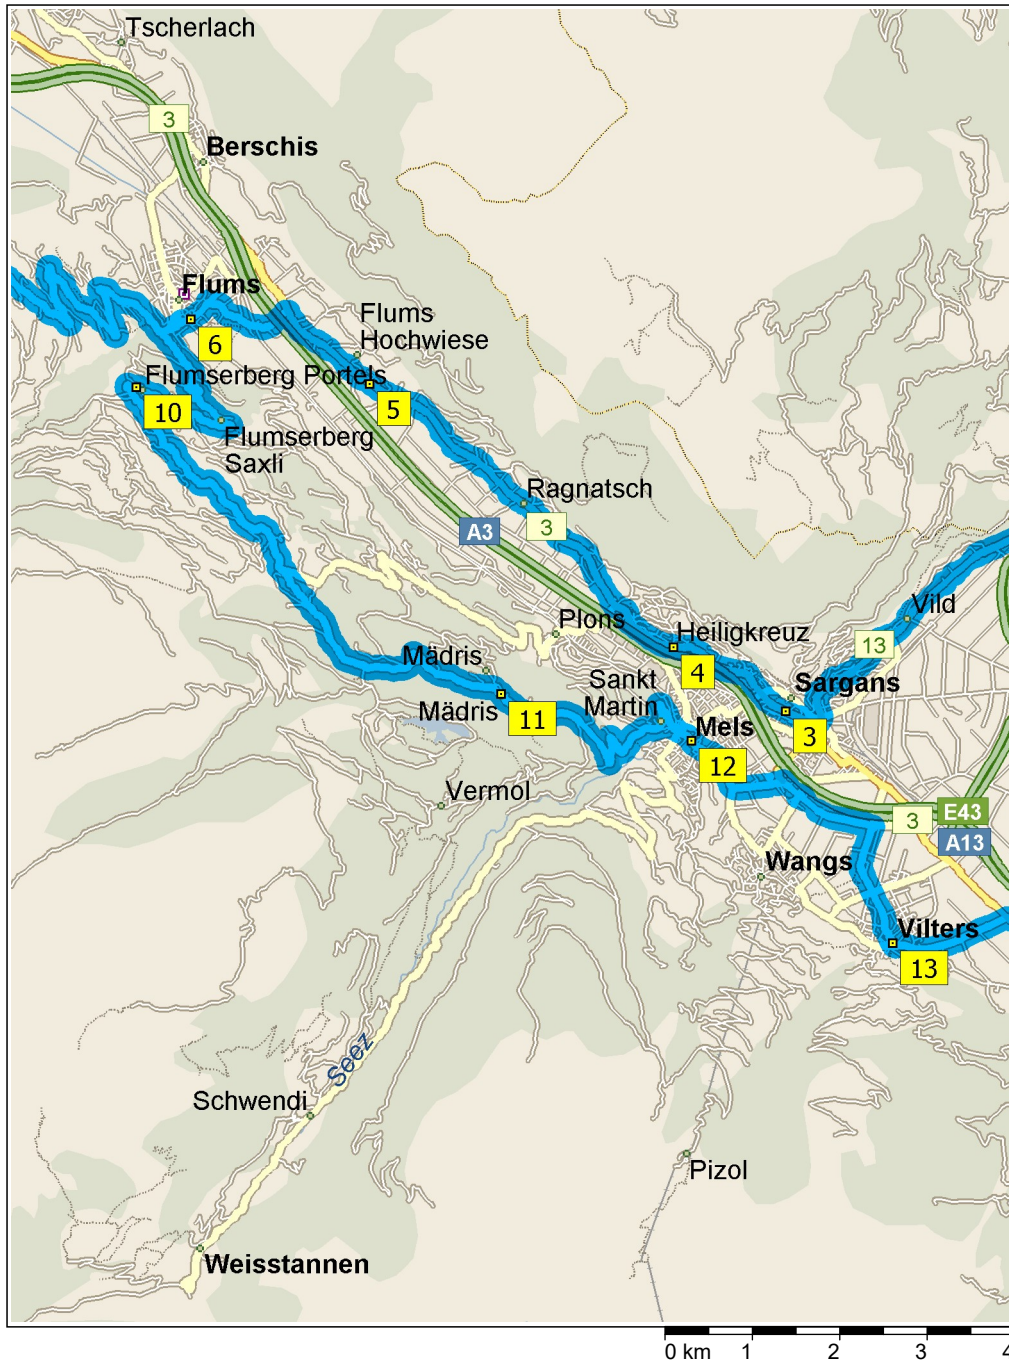 Tscherlach
3
Berschis
Flums
Flums
Hochwiese
6
Flumserberg Portels
10
5
Flumserberg
Saxli
Ragnatsch
3
A3
Plons
Heiligkreuz
Vild
13
Mädris
4
Sankt
Martin
Sargans
Mädris
11
Mels
3
12
Vermol
3
E43
A13
Wangs
Vilters
13
Seez
Schwendi
Pizol
Weisstannen
0 km 1 2 3 4